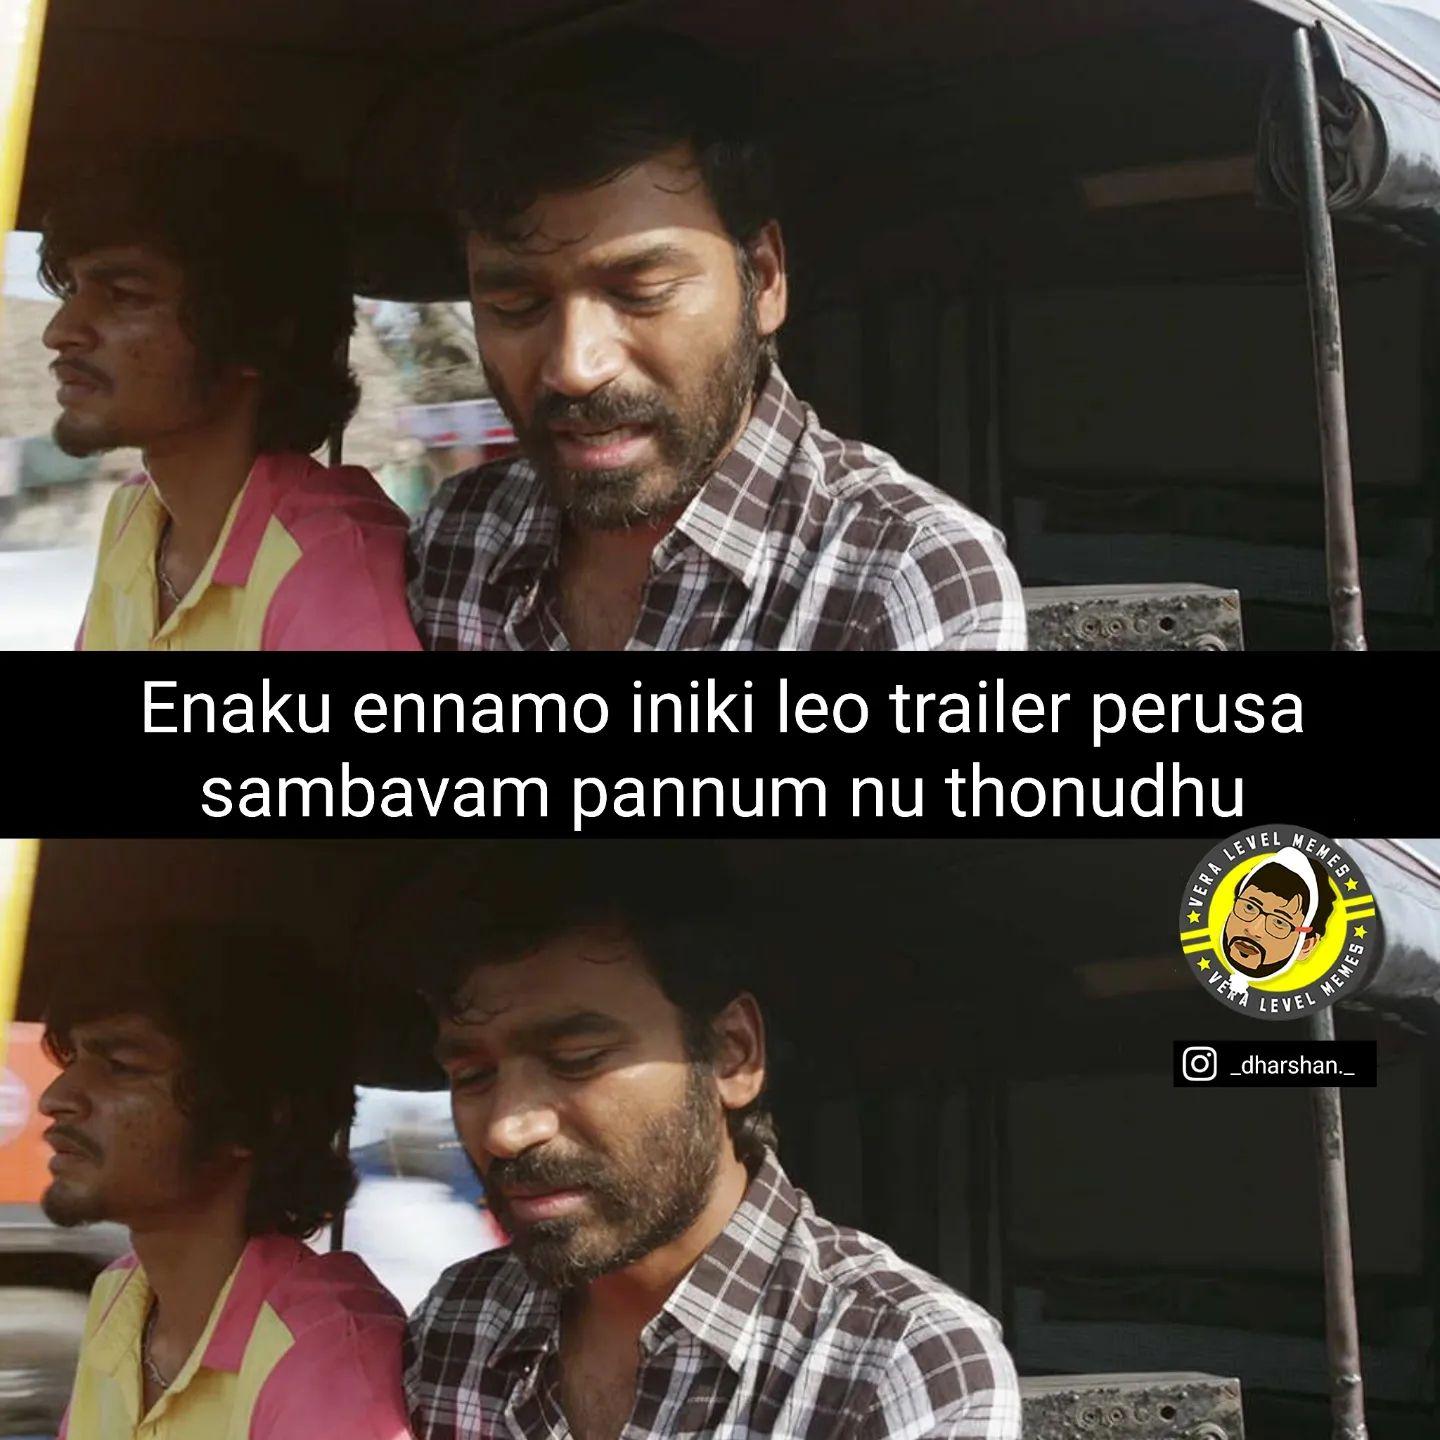 Enaku ennamo iniki leo trailer perusa
sambavam pannum nu thonudhu
VERA LEVEL MEMES
VERA LEVEL MEMES
_dharshan._